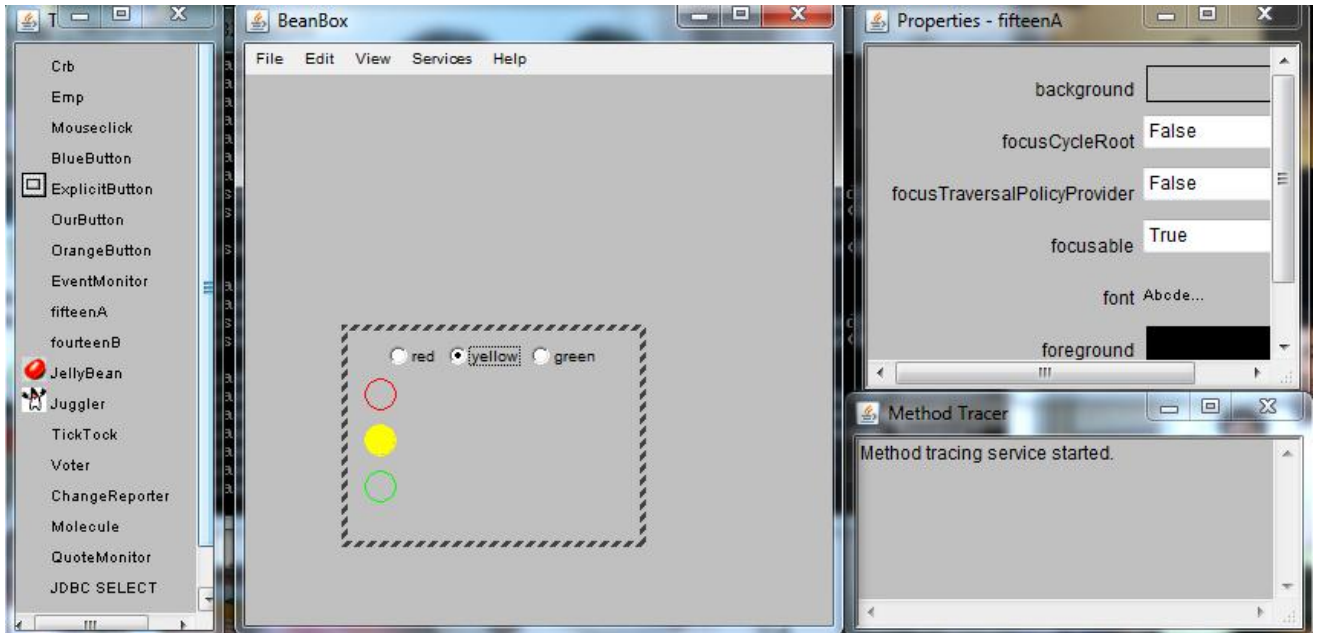 T
Crb
Emp
Mouseclick
BlueButton
ExplicitButton
OurButton
OrangeButton
EventMonitor
fifteenA
fourteenB
JellyBean
Juggler
TickTock
Voter
ChangeReporter
Molecule
QuoteMonitor
JDBC SELECT
BeanBox
File Edit View Services Help
red yellow green
Properties - fifteenA
background
focusCycleRoot False
focusTraversalPolicyProvider False
focusable True
font Abcde...
foreground
Method Tracer
Method tracing service started.